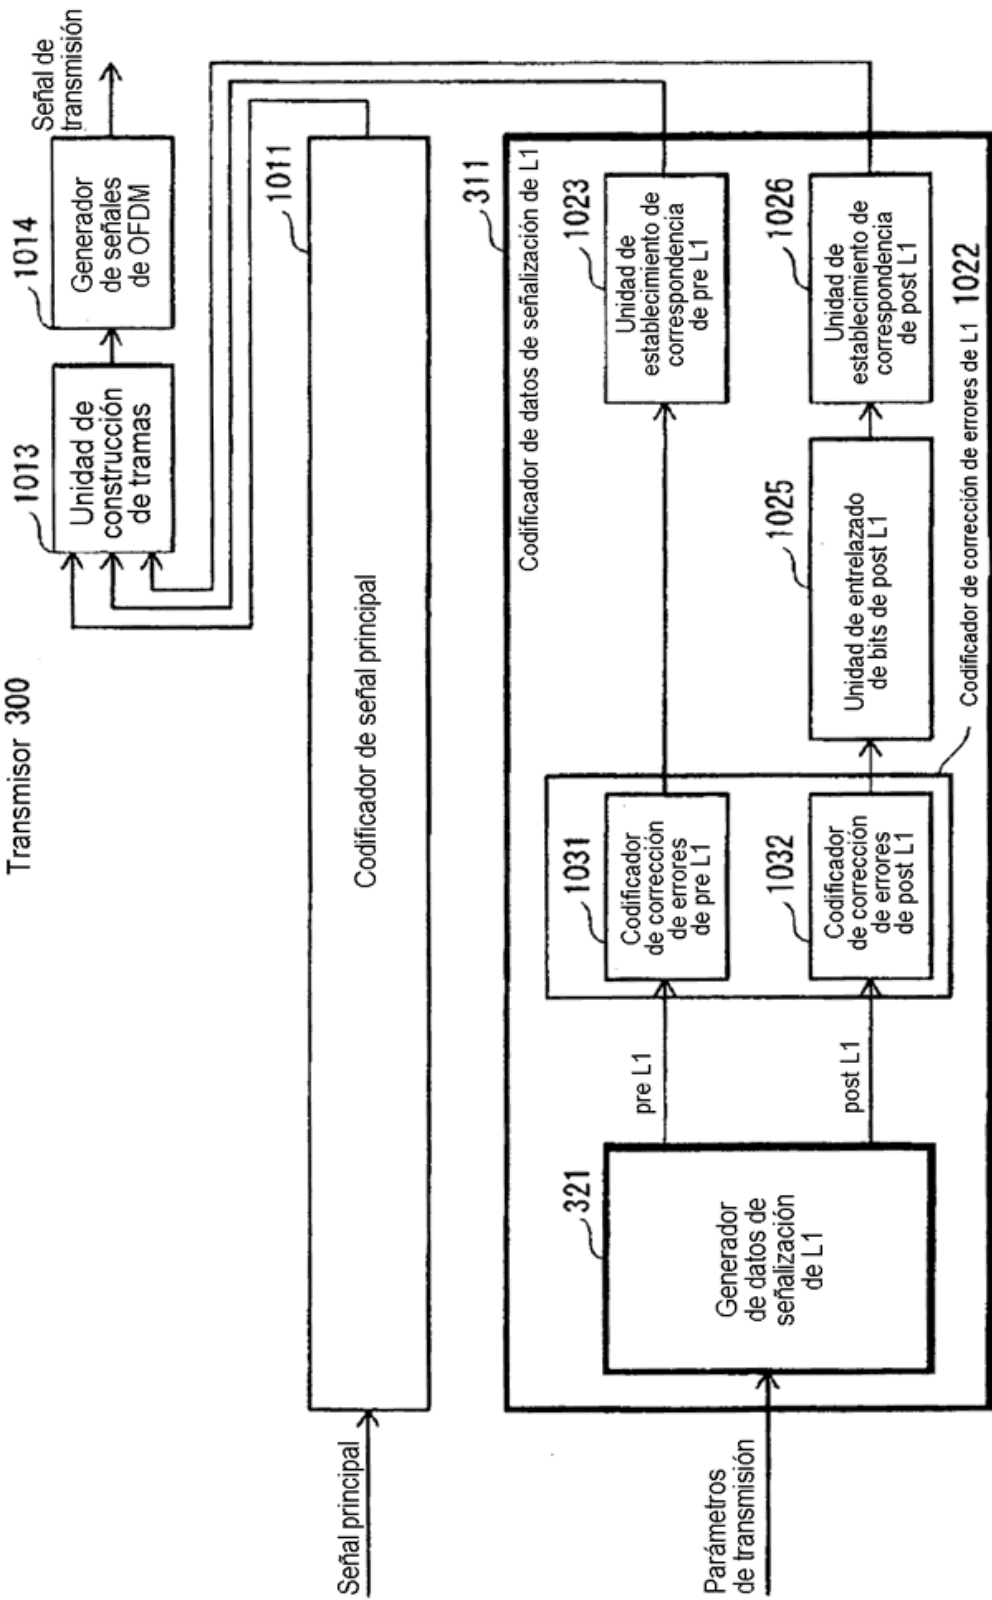 Transmisor 300
Señal de
transmisión
1014
Generador
de señales
de OFDM
1013
Unidad de
construcción
de tramas
1011
Codificador de señal principal
Señal principal
311
Codificador de datos de señalización de L1
1023
Unidad de
establecimiento de
correspondencia
de pre L1
1026
Unidad de
establecimiento de
correspondencia
de post L1
1025
Unidad de entrelazado
de bits de post L1
Codificador de corrección de errores de L1 1022
1031
Codificador
de corrección
de errores
de pre L1
1032
Codificador
de corrección
de errores
de post L1
pre L1
post L1
321
Generador
de datos de
señalización
de L1
Parámetros
de transmisión